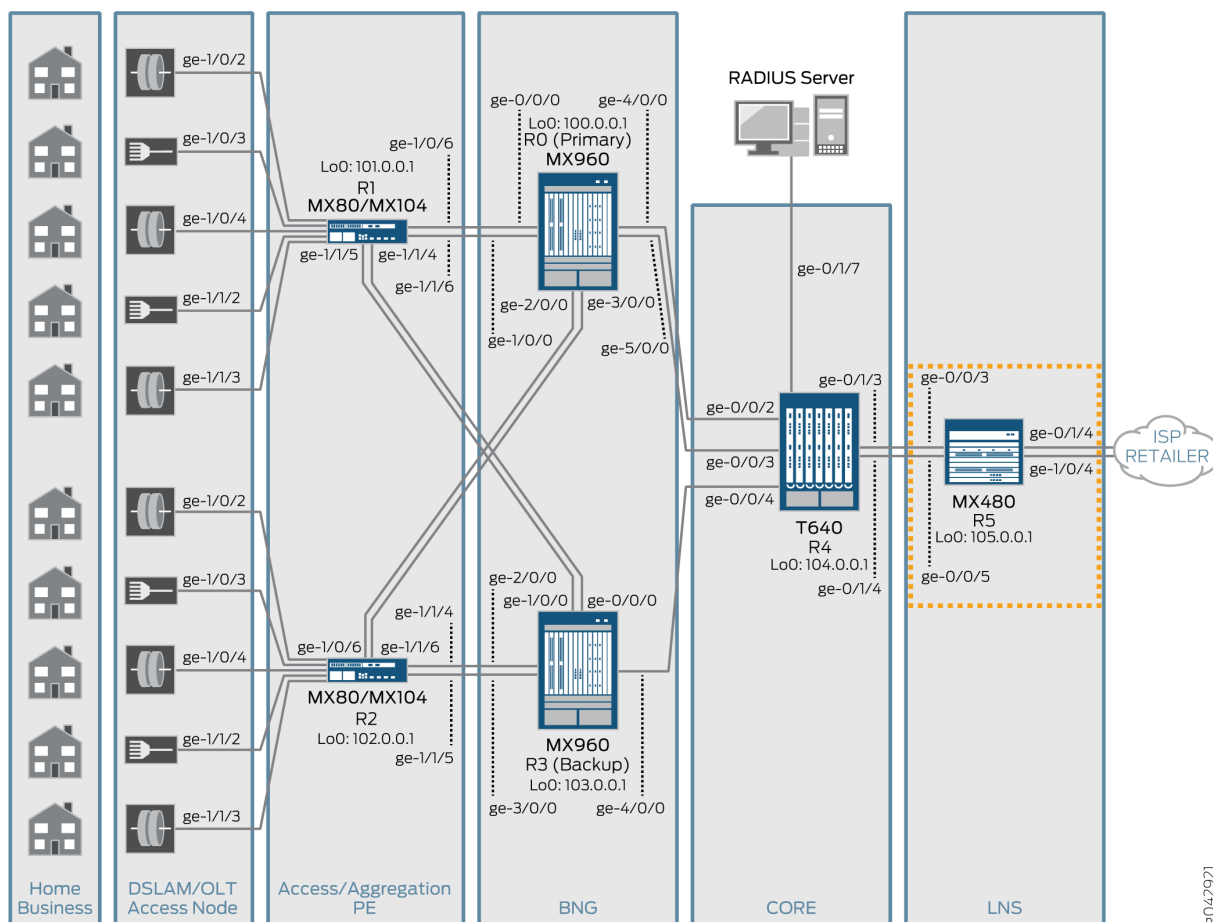 ge-1/0/2
ge-1/0/3
ge-1/0/4
ge-1/1/2
ge-1/1/3
ge-1/0/2
ge-1/0/3
ge-1/0/4
ge-1/1/2
ge-1/1/3
Lo0: 101.0.0.1
R1
MX80/MX104
ge-1/0/6
ge-1/1/5
ge-1/1/4
ge-1/1/6
ge-1/1/4
ge-1/0/6
ge-1/1/6
MX80/MX104
R2
Lo0: 102.0.0.1
ge-1/1/5
ge-0/0/0
ge-4/0/0
Lo0: 100.0.0.1
R0 (Primary)
MX960
ge-2/0/0
ge-3/0/0
ge-1/0/0
ge-5/0/0
ge-2/0/0
ge-1/0/0
ge-0/0/0
MX960
R3 (Backup)
Lo0: 103.0.0.1
ge-3/0/0
ge-4/0/0
RADIUS Server
ge-0/1/7
ge-0/1/3
ge-0/0/2
ge-0/0/3
ge-0/0/4
T640
R4
Lo0: 104.0.0.1
ge-0/1/4
ge-0/0/3
ge-0/1/4
ge-1/0/4
MX480
R5
Lo0: 105.0.0.1
ge-0/0/5
ISP
RETAILER
Home
Business
DSLAM/OLT
Access Node
Access/Aggregation
PE
BNG
CORE
LNS
g042921